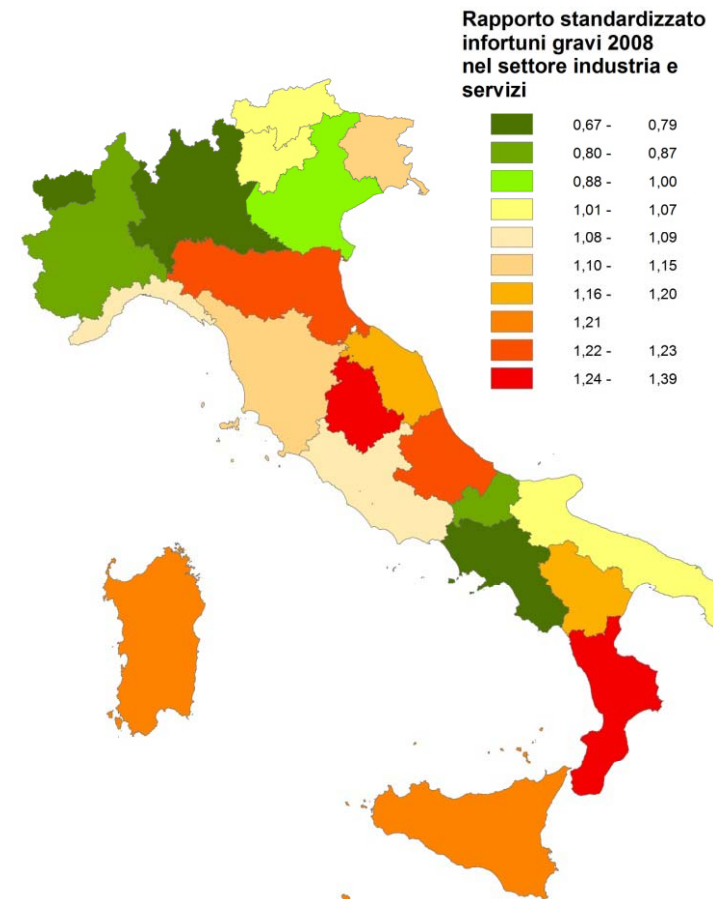 Rapporto standardizzato
infortuni gravi 2008
nel settore industria e
servizi
0,67 - 0,79
0,80 - 0,87
0,88 - 1,00
1,01 - 1,07
1,08 - 1,09
1,10 - 1,15
1,16 - 1,20
1,21
1,22 - 1,23
1,24 - 1,39